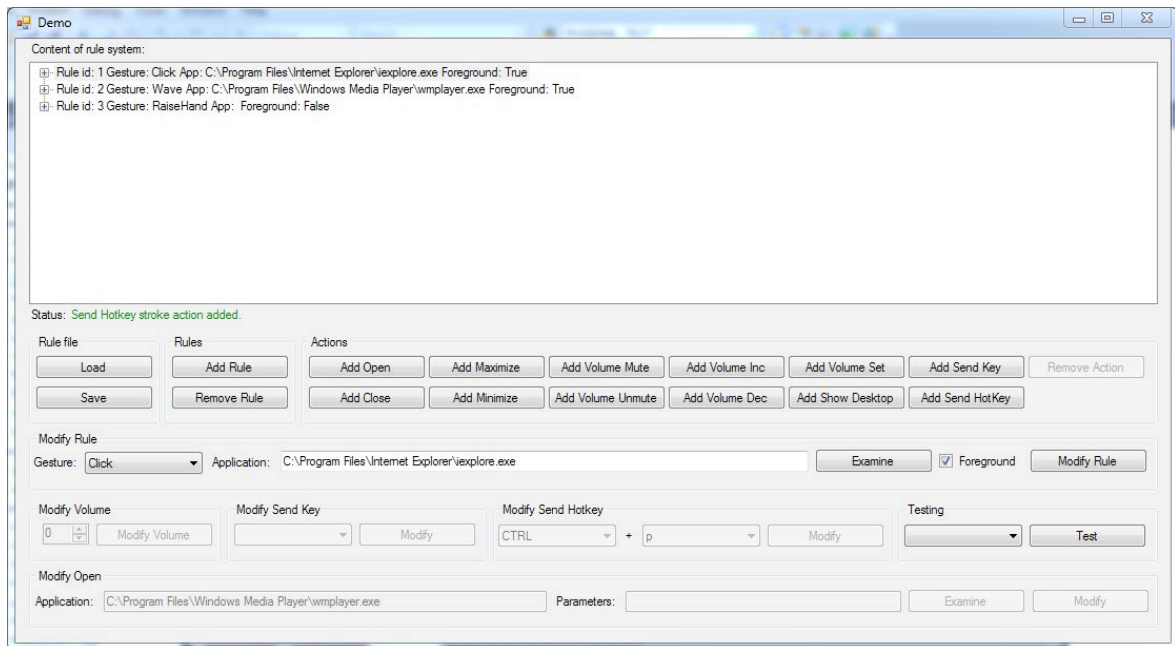 Demo
Content of rule system:
Rule id: 1 Gesture: Click App: C:\Program Files\Internet Explorer\iexplore.exe Foreground: True
Rule id: 2 Gesture: Wave App: C:\Program Files\Windows Media Player\wmplayer.exe Foreground: True
Rule id: 3 Gesture: RaiseHand App: Foreground: False
Status: Send Hotkey stroke action added.
Rule file Rules Actions
Load Add Rule Add Open Add Maximize Add Volume Mute Add Volume Inc Add Volume Set Add Send Key Remove Action
Save Remove Rule Add Close Add Minimize Add Volume Unmute Add Volume Dec Add Show Desktop Add Send HotKey
Modify Rule
Gesture: Click Application: C:\Program Files\Internet Explorer\iexplore.exe Examine Foreground Modify Rule
Modify Volume Modify Send Key Modify Send Hotkey Testing
0 Modify Volume Modify CTRL + p Modify Test
Modify Open
Application: C:\Program Files\Windows Media Player\wmplayer.exe Parameters: Examine Modify